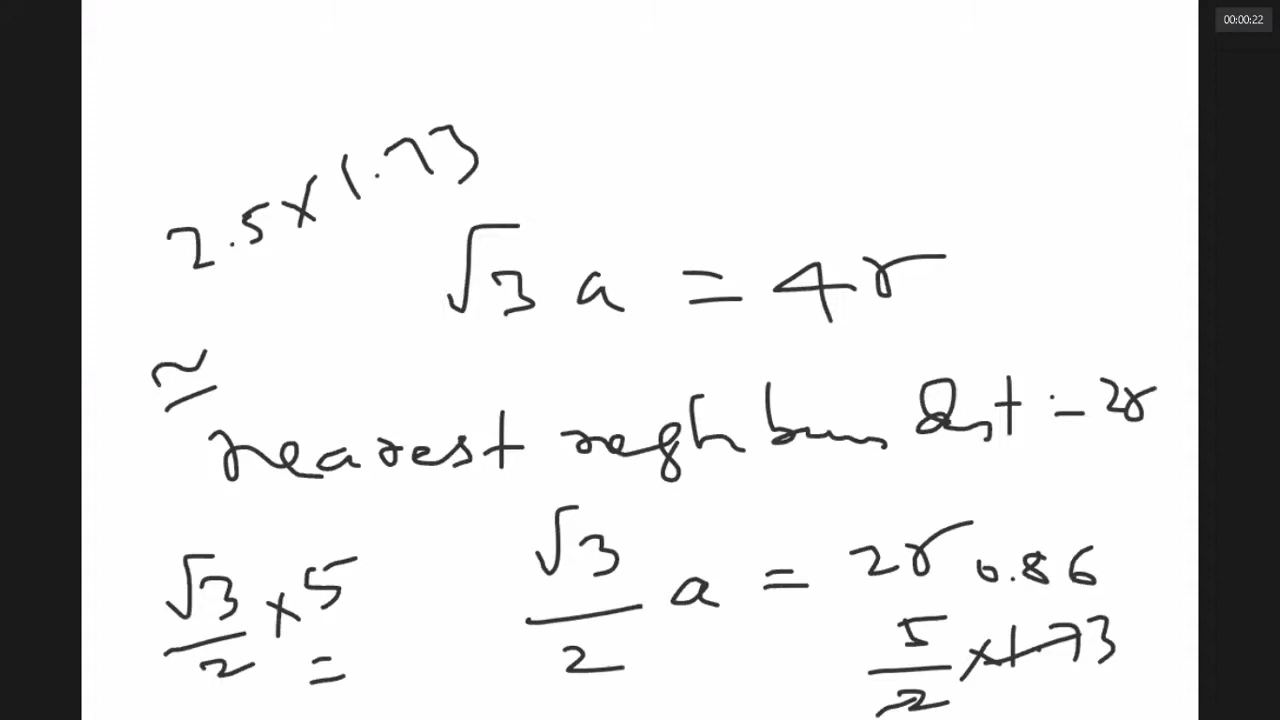 00:00:22
2.5 × 1.73
√3 a = 4r
≃
nearest neighbour dist = 2r
√3/2 × 5 =
√3/2 a = 2r
0.86
5/2 × 1.73